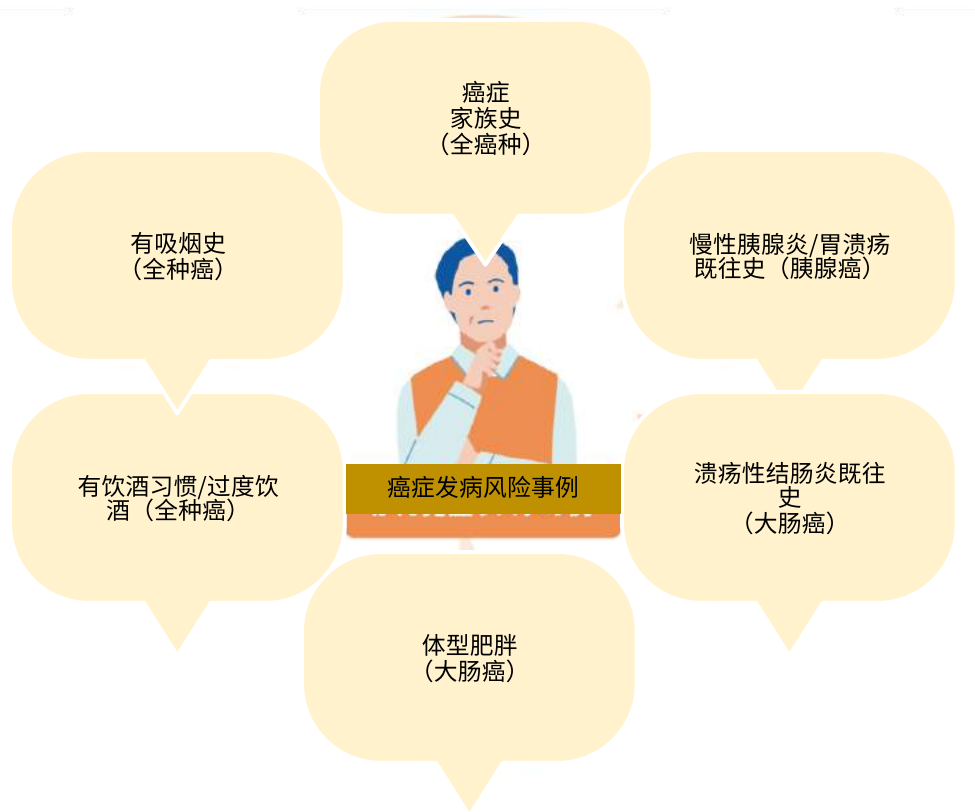 癌症
家族史
（全癌种）
有吸烟史
（全种癌）
慢性胰腺炎/胃溃疡
既往史（胰腺癌）
有饮酒习惯/过度饮
酒（全种癌）
癌症发病风险事例
溃疡性结肠炎既往
史
（大肠癌）
体型肥胖
（大肠癌）